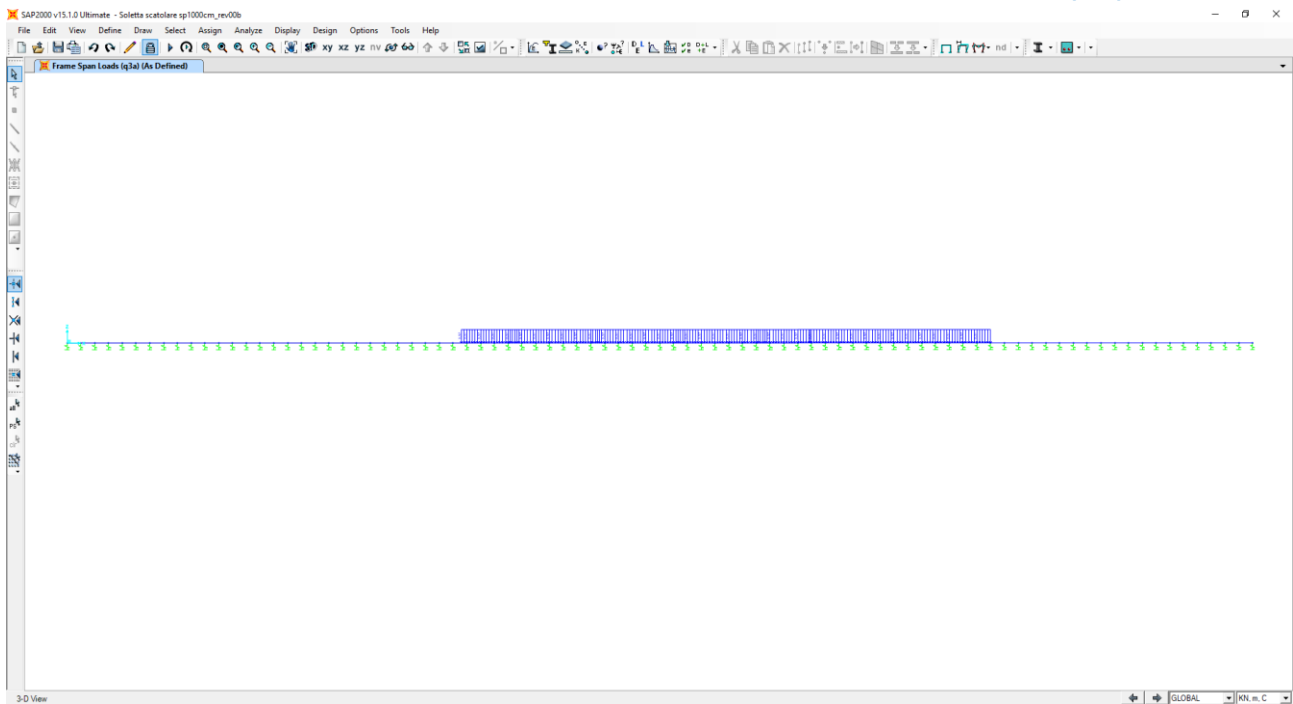 SAP2000 v15.1.0 Ultimate - Soletta scatolare sp1000cm_rev00b
File Edit View Define Draw Select Assign Analyze Display Design Options Tools Help
xy xz yz nv nd
Frame Span Loads (q3a) (As Defined)
3-D View GLOBAL KN, m, C